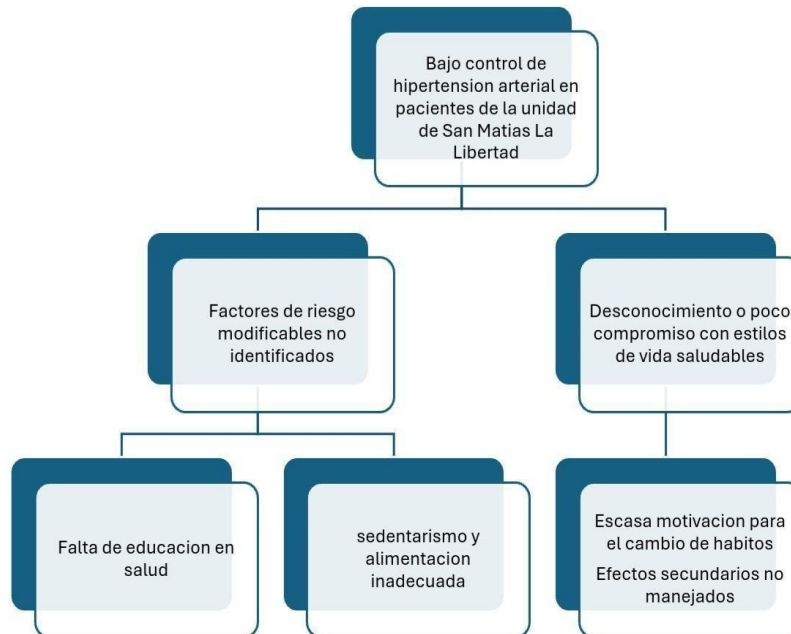 Bajo control de
hipertension arterial en
pacientes de la unidad
de San Matias La
Libertad
Factores de riesgo
modificables no
identificados
Desconocimiento o poco
compromiso con estilos
de vida saludables
Falta de educacion en
salud
sedentarismo y
alimentacion
inadecuada
Escasa motivacion para
el cambio de habitos
Efectos secundarios no
manejados